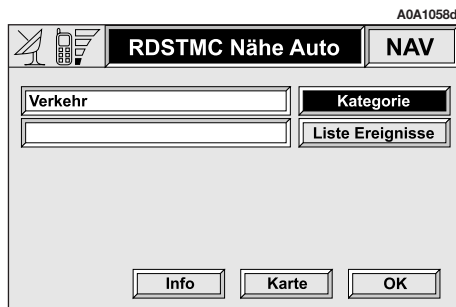 A0A1058d
RDSTMC Nähe Auto NAV
Verkehr Kategorie
Liste Ereignisse
Info Karte OK